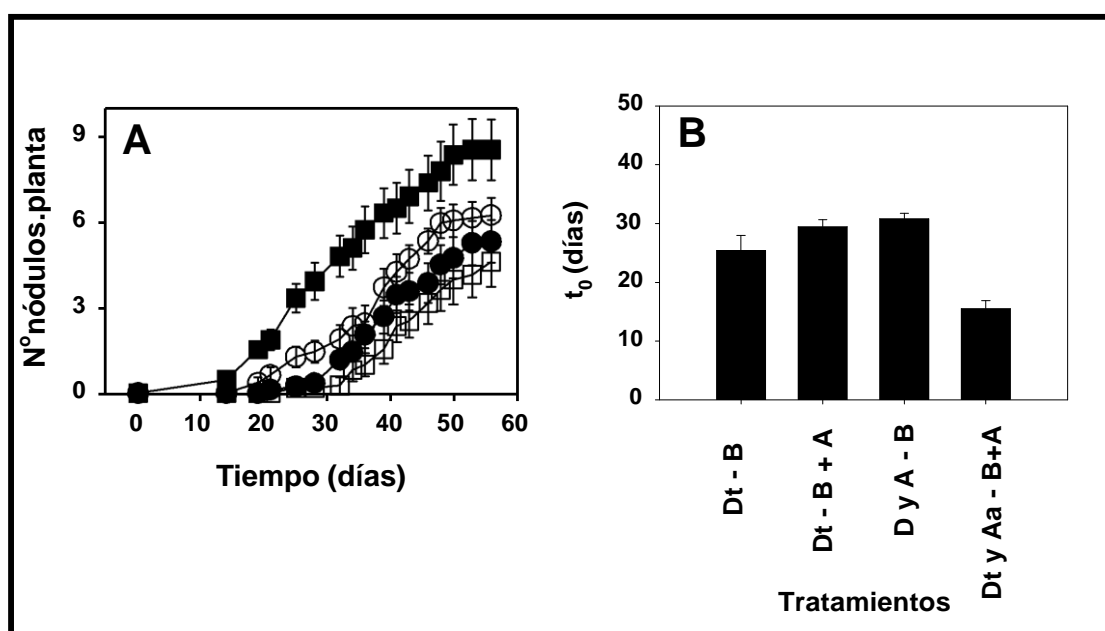 A
N°nódulos.planta
9
6
3
0
0
10
20
30
40
50
60
Tiempo (días)
B
t₀ (días)
50
40
30
20
10
0
Dt - B
Dt - B + A
D y A - B
Dt y Aa - B+A
Tratamientos